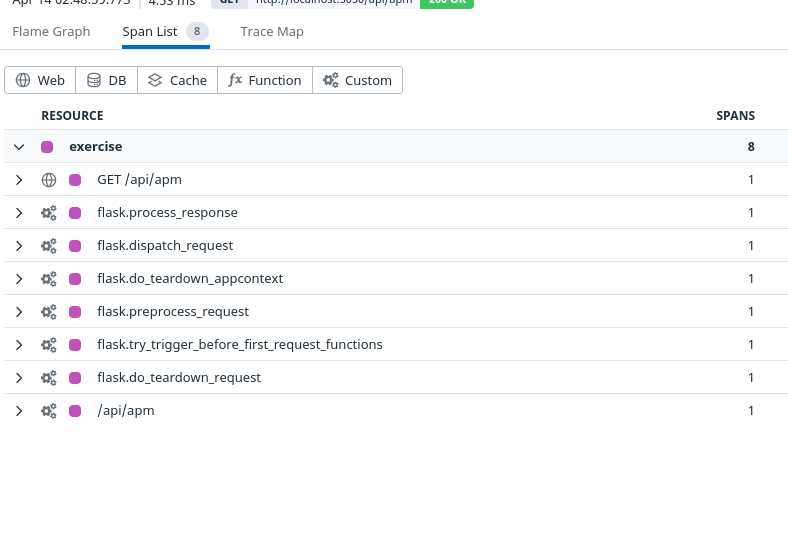 Apr 14 02:48:59.773 4.53 ms GET http://localhost:5050/api/apm 200 OK
Flame Graph Span List 8 Trace Map
Web DB Cache Function Custom
RESOURCE SPANS
exercise 8
GET /api/apm 1
flask.process_response 1
flask.dispatch_request 1
flask.do_teardown_appcontext 1
flask.preprocess_request 1
flask.try_trigger_before_first_request_functions 1
flask.do_teardown_request 1
/api/apm 1